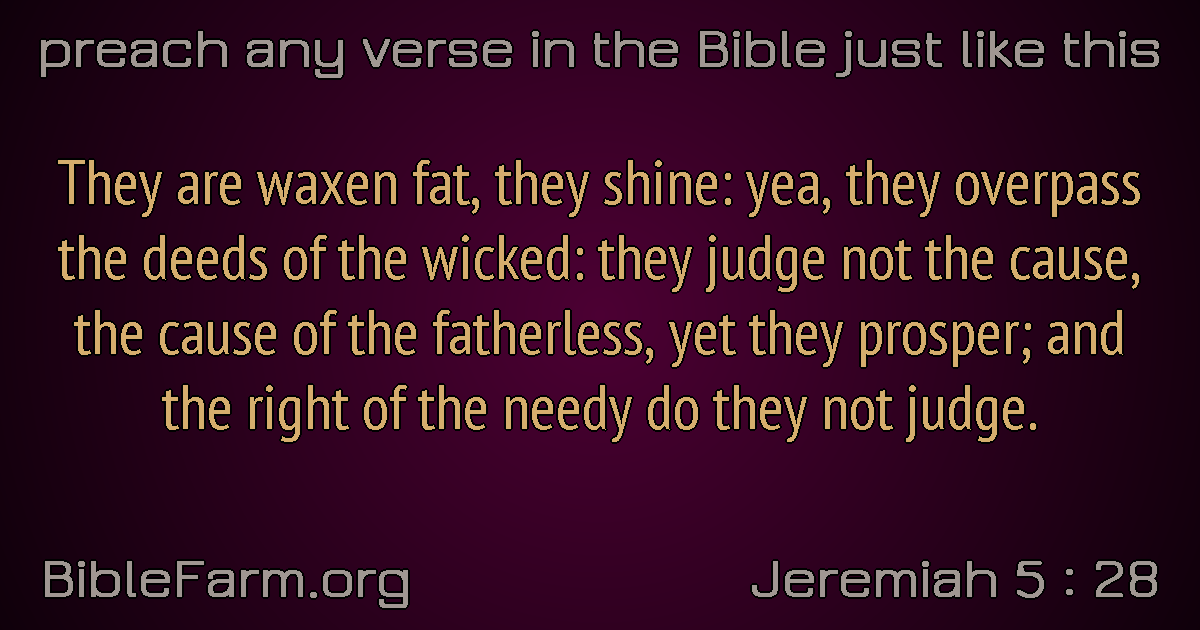 preach any verse in the Bible just like this
They are waxen fat, they shine: yea, they overpass
the deeds of the wicked: they judge not the cause,
the cause of the fatherless, yet they prosper; and
the right of the needy do they not judge.
BibleFarm.org
Jeremiah 5 : 28